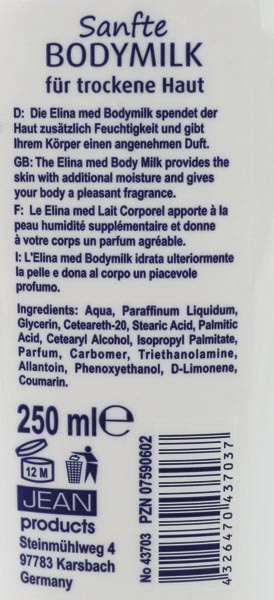 Sanfte
BODYMILK
für trockene Haut
D: Die Elina med Bodymilk spendet der
Haut zusätzlich Feuchtigkeit und gibt
Ihrem Körper einen angenehmen Duft.
GB: The Elina med Body Milk provides the
skin with additional moisture and gives
your body a pleasant fragrance.
F: Le Elina med Lait Corporel apporte à la
peau humidité supplémentaire et donne
à votre corps un parfum agréable.
I: L'Elina med Bodymilk idrata ulteriormente
la pelle e dona al corpo un piacevole
profumo.
Ingredients: Aqua, Paraffinum Liquidum,
Glycerin, Ceteareth-20, Stearic Acid, Palmitic
Acid, Cetearyl Alcohol, Isopropyl Palmitate,
Parfum, Carbomer, Triethanolamine,
Allantoin, Phenoxyethanol, D-Limonene,
Coumarin.
250 ml℮
12 M
JEAN
products
Steinmühlweg 4
97783 Karsbach
Germany
No 43703 PZN 07590602
4326470437037